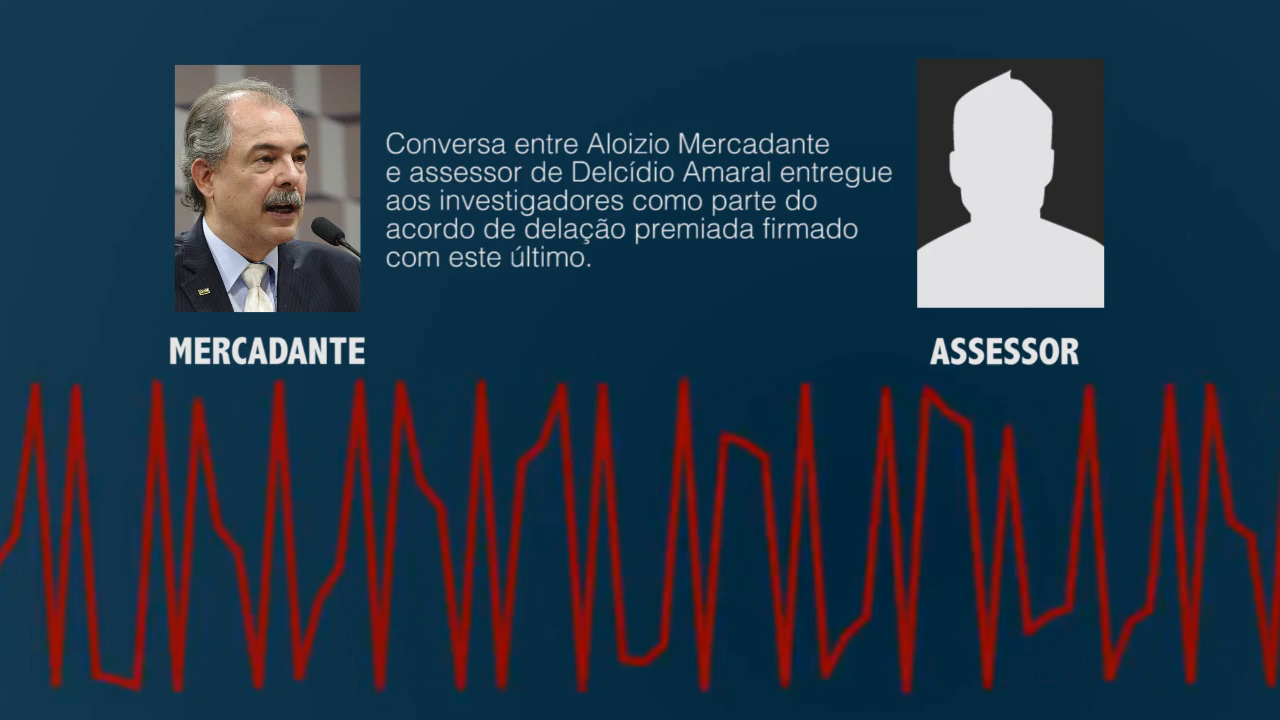 Conversa entre Aloizio Mercadante
e assessor de Delcídio Amaral entregue
aos investigadores como parte do
acordo de delação premiada firmado
com este último.
MERCADANTE
ASSESSOR